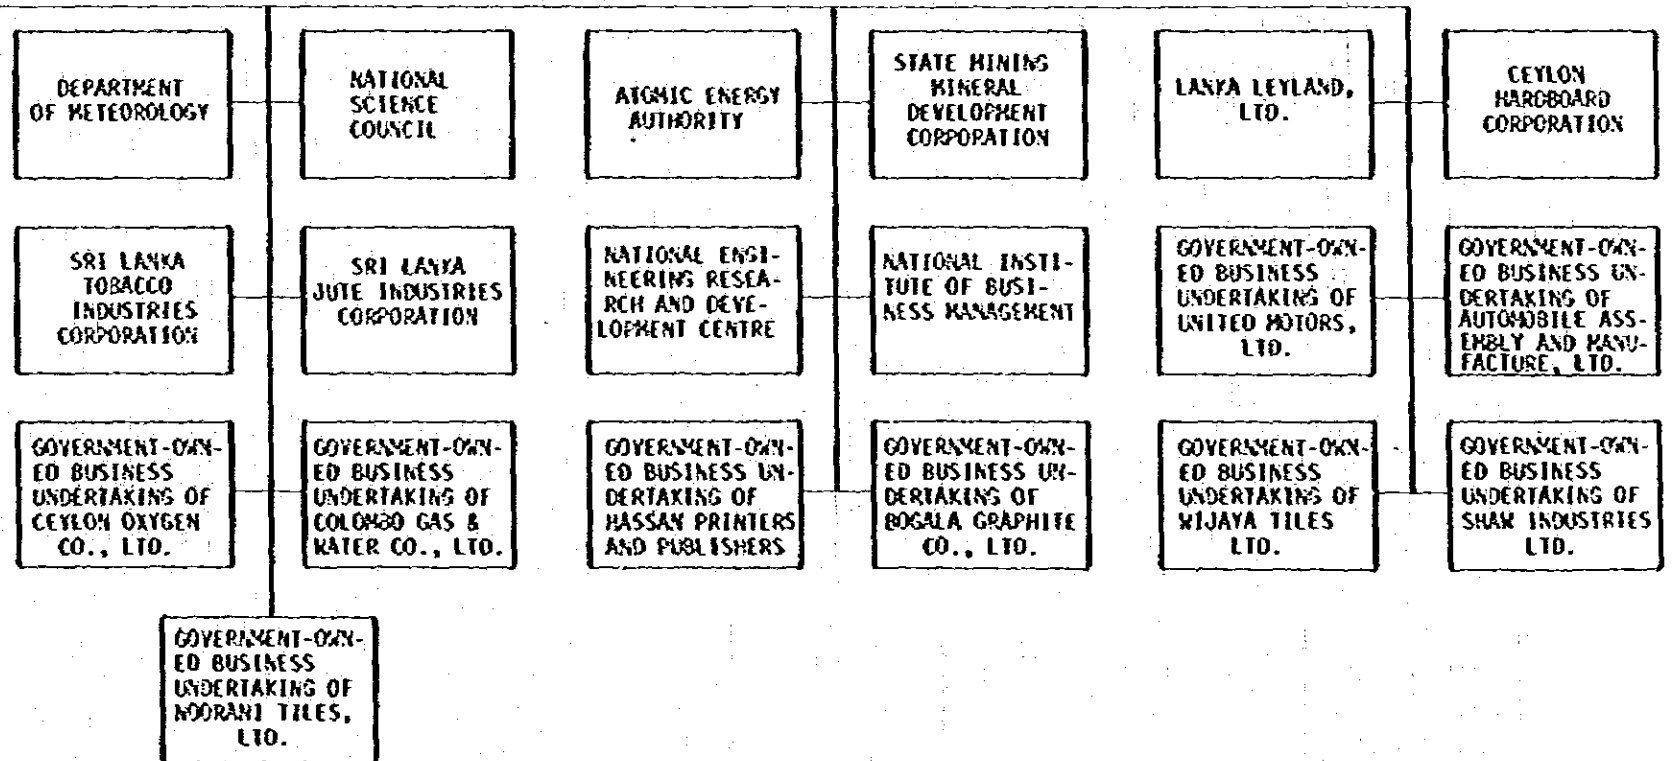 DEPARTMENT
OF METEOROLOGY
NATIONAL
SCIENCE
COUNCIL
ATOMIC ENERGY
AUTHORITY
STATE MINING
MINERAL
DEVELOPMENT
CORPORATION
LANKA LEYLAND,
LTD.
CEYLON
HARDBOARD
CORPORATION
SRI LANKA
TOBACCO
INDUSTRIES
CORPORATION
SRI LANKA
JUTE INDUSTRIES
CORPORATION
NATIONAL ENGI-
NEERING RESEA-
RCH AND DEVE-
LOPMENT CENTRE
NATIONAL INSTI-
TUTE OF BUSI-
NESS MANAGEMENT
GOVERNMENT-OWN-
ED BUSINESS
UNDERTAKING OF
UNITED MOTORS,
LTD.
GOVERNMENT-OWN-
ED BUSINESS UN-
DERTAKING OF
AUTOMOBILE ASS-
EMBLY AND MANU-
FACTURE, LTD.
GOVERNMENT-OWN-
ED BUSINESS
UNDERTAKING OF
CEYLON OXYGEN
CO., LTD.
GOVERNMENT-OWN-
ED BUSINESS
UNDERTAKING OF
COLOMBO GAS &
WATER CO., LTD.
GOVERNMENT-OWN-
ED BUSINESS UN-
DERTAKING OF
HASSAN PRINTERS
AND PUBLISHERS
GOVERNMENT-OWN-
ED BUSINESS UN-
DERTAKING OF
BOGALA GRAPHITE
CO., LTD.
GOVERNMENT-OWN-
ED BUSINESS
UNDERTAKING OF
WIJAYA TILES
LTD.
GOVERNMENT-OWN-
ED BUSINESS
UNDERTAKING OF
SHAW INDUSTRIES
LTD.
GOVERNMENT-OWN-
ED BUSINESS
UNDERTAKING OF
NOORANI TILES,
LTD.